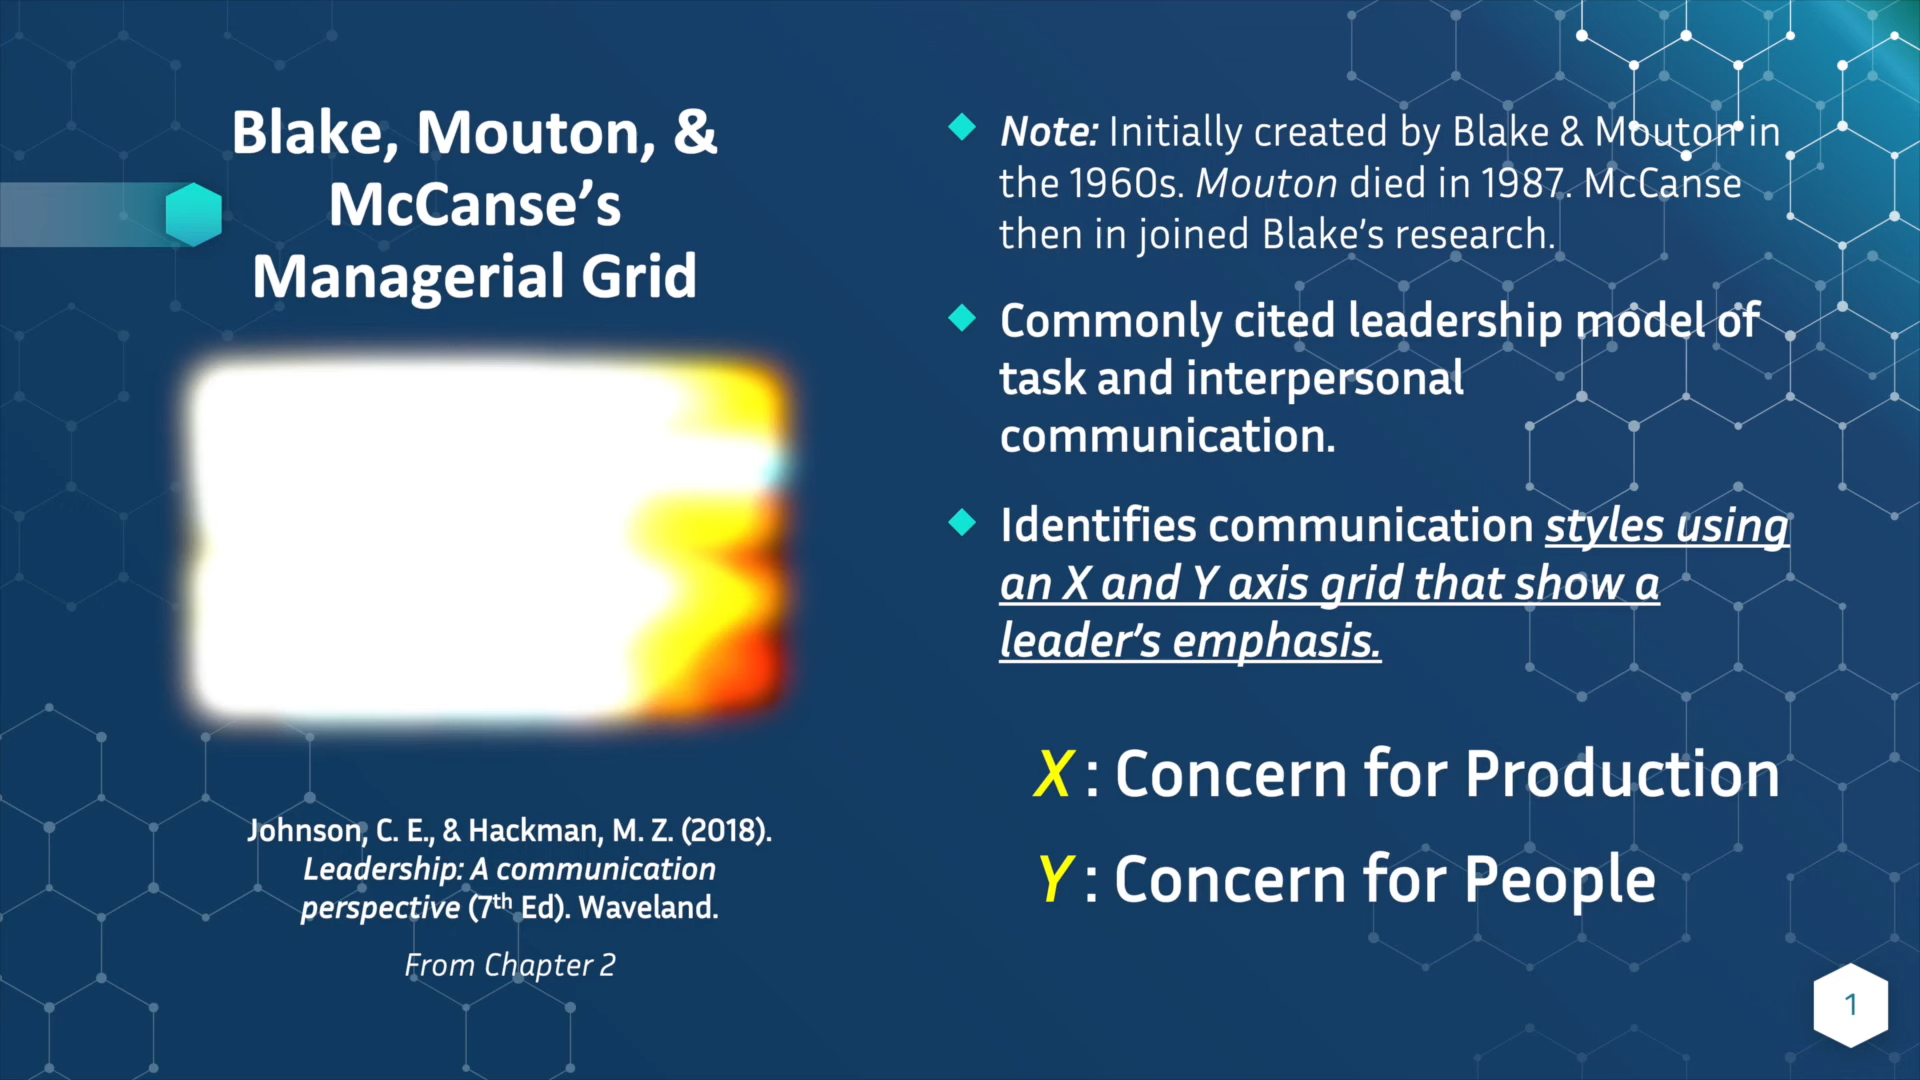 Blake, Mouton, &
McCanse’s
Managerial Grid
Johnson, C. E., & Hackman, M. Z. (2018).
Leadership: A communication
perspective (7th Ed). Waveland.
From Chapter 2
Note: Initially created by Blake & Mouton in
the 1960s. Mouton died in 1987. McCanse
then in joined Blake’s research.
Commonly cited leadership model of
task and interpersonal
communication.
Identifies communication styles using
an X and Y axis grid that show a
leader’s emphasis.
X : Concern for Production
Y : Concern for People
1